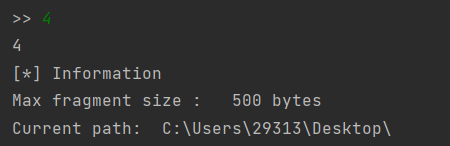 >> 4
4
[*] Information
Max fragment size :   500 bytes
Current path:  C:\Users\29313\Desktop\